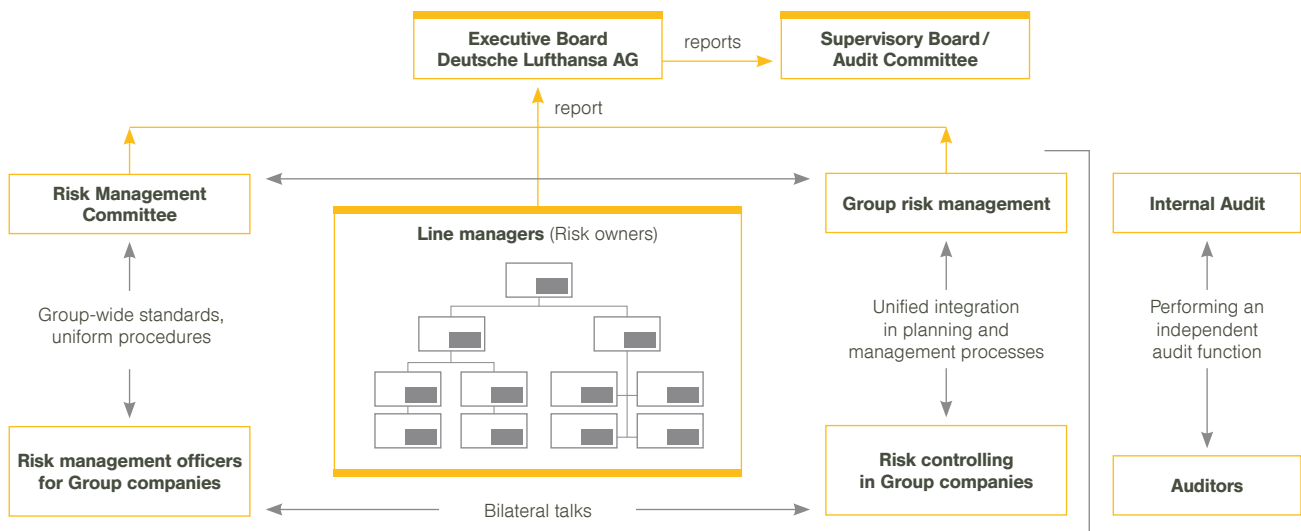 Executive Board
Deutsche Lufthansa AG
reports
Supervisory Board /
Audit Committee
report
Risk Management
Committee
Group risk management
Internal Audit
Line managers (Risk owners)
Group-wide standards,
uniform procedures
Unified integration
in planning and
management processes
Performing an
independent
audit function
Risk management officers
for Group companies
Risk controlling
in Group companies
Auditors
Bilateral talks